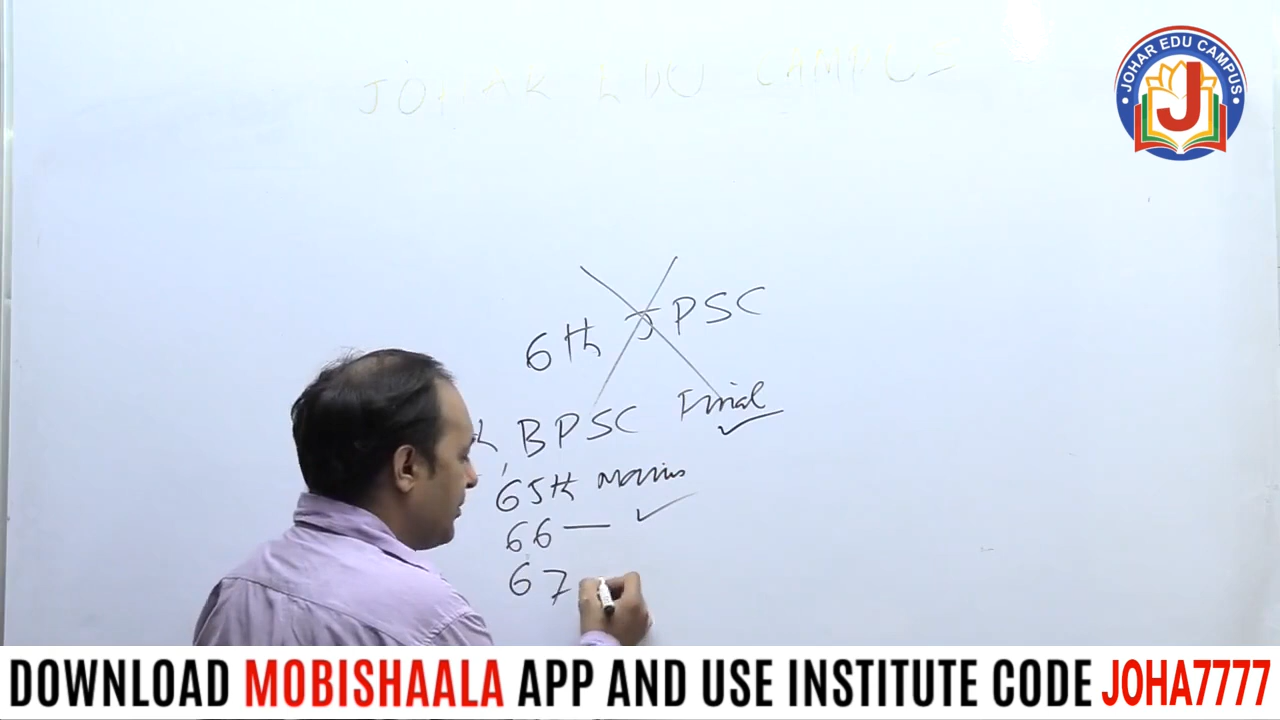 JOHAR EDU CAMPUS
JOHAR EDU CAMPUS
J
6th JPSC
BPSC Final
65th Mains
66 —
67
DOWNLOAD MOBISHAALA APP AND USE INSTITUTE CODE JOHA7777